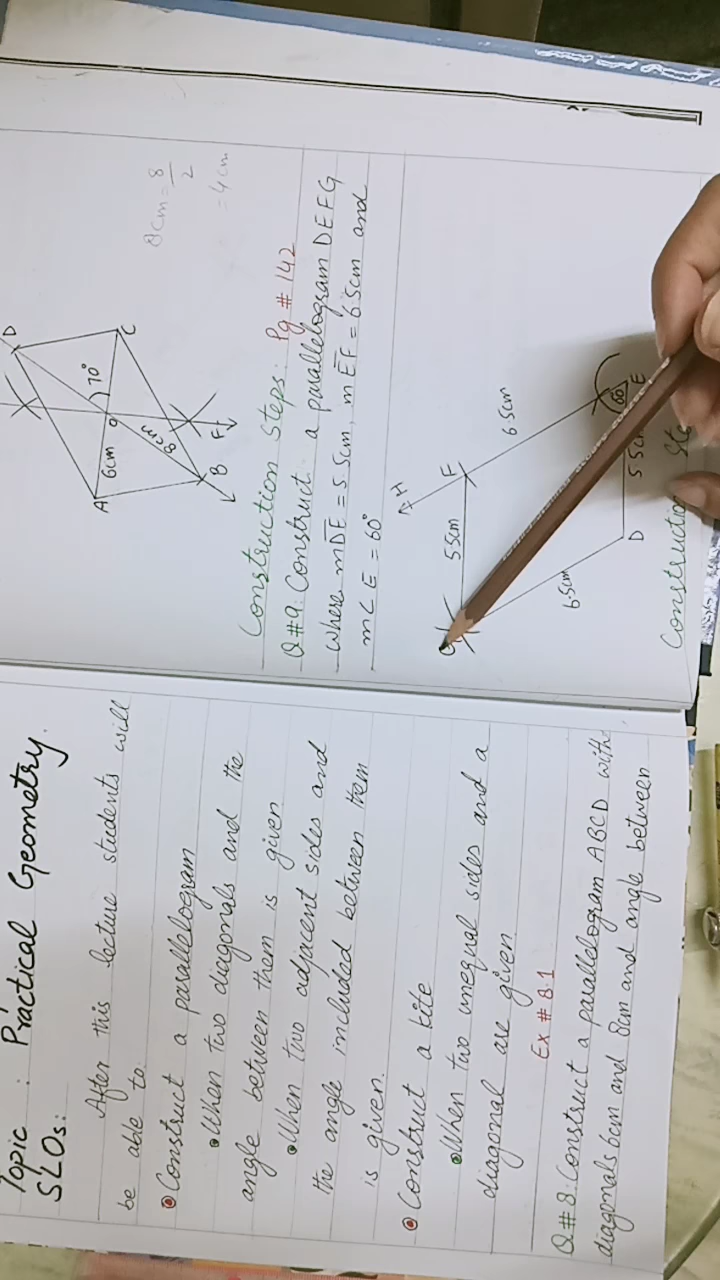 Topic : Practical Geometry.
SLOs:
After this lecture students will
be able to:
Construct a parallelogram
When two diagonals and the
angle between them is given.
When two adjacent sides and
the angle included between them
is given.
Construct a kite
When two unequal sides and a
diagonal are given.
Ex # 8.1
Q#8: Construct a parallelogram ABCD with
diagonals 6cm and 8cm and angle between
D
C
70°
O
6cm
8cm
A
B
F
8cm = 8/2
= 4cm
Construction Steps: Pg # 142
Q#9: Construct a parallelogram DEFG
where mDE = 5.5cm, mEF = 6.5cm and
m∠E = 60°
H
F
5.5cm
6.5cm
6.5cm
D
5.5cm
60°
E
Construction Ste